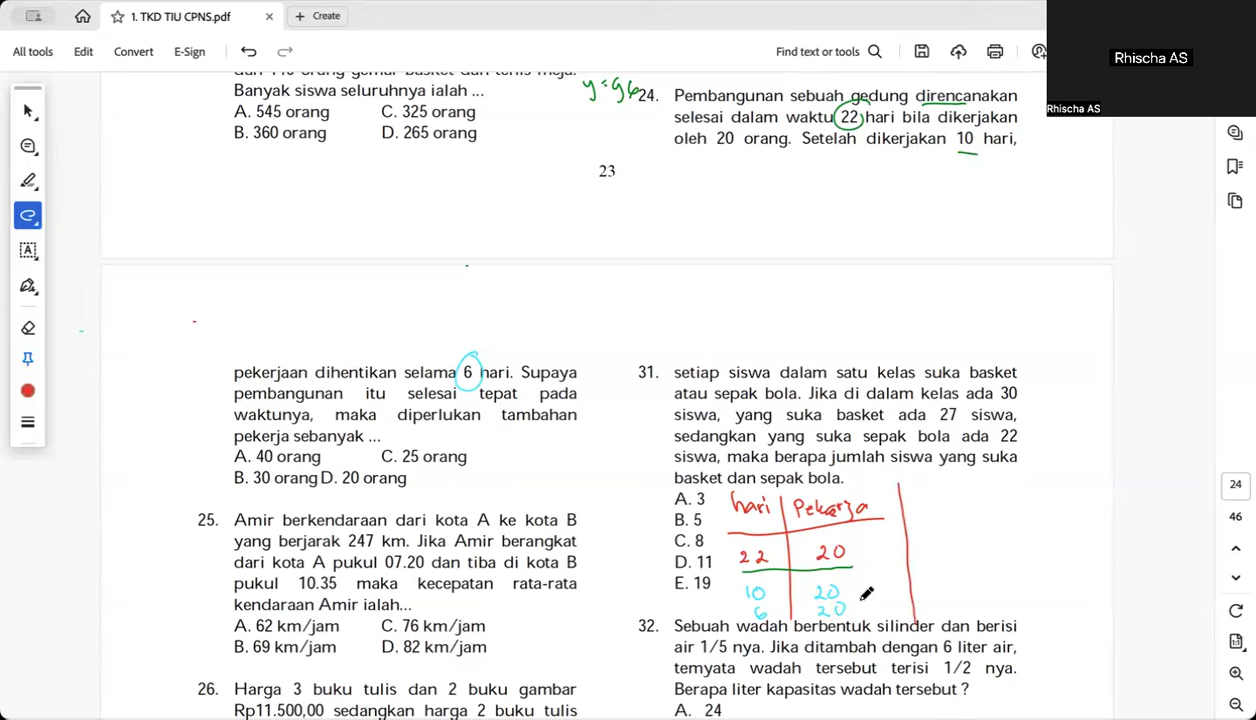 1. TKD TIU CPNS.pdf
Create
All tools
Edit
Convert
E-Sign
Find text or tools
Rhischa AS
Rhischa AS
Banyak siswa seluruhnya ialah ...
A. 545 orang
C. 325 orang
B. 360 orang
D. 265 orang
23
y = 96
24. Pembangunan sebuah gedung direncanakan
selesai dalam waktu 22 hari bila dikerjakan
oleh 20 orang. Setelah dikerjakan 10 hari,
pekerjaan dihentikan selama 6 hari. Supaya
pembangunan itu selesai tepat pada
waktunya, maka diperlukan tambahan
pekerja sebanyak ...
A. 40 orang
C. 25 orang
B. 30 orang D. 20 orang
25. Amir berkendaraan dari kota A ke kota B
yang berjarak 247 km. Jika Amir berangkat
dari kota A pukul 07.20 dan tiba di kota B
pukul 10.35 maka kecepatan rata-rata
kendaraan Amir ialah...
A. 62 km/jam
C. 76 km/jam
B. 69 km/jam
D. 82 km/jam
26. Harga 3 buku tulis dan 2 buku gambar
Rp11.500,00 sedangkan harga 2 buku tulis
31. setiap siswa dalam satu kelas suka basket
atau sepak bola. Jika di dalam kelas ada 30
siswa, yang suka basket ada 27 siswa,
sedangkan yang suka sepak bola ada 22
siswa, maka berapa jumlah siswa yang suka
basket dan sepak bola.
A. 3
B. 5
C. 8
D. 11
E. 19
hari Pekerja
22 20
10 20
6 20
32. Sebuah wadah berbentuk silinder dan berisi
air 1/5 nya. Jika ditambah dengan 6 liter air,
temyata wadah tersebut terisi 1/2 nya.
Berapa liter kapasitas wadah tersebut ?
A. 24
24
46